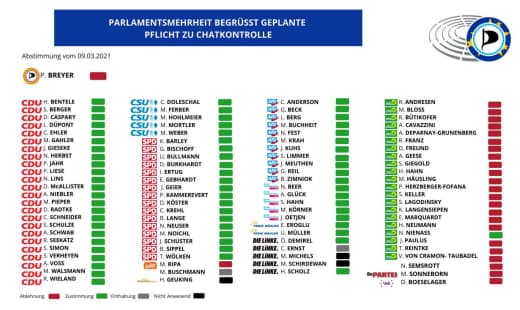 PARLAMENTSMEHRHEIT BEGRÜSST GEPLANTE
PFLICHT ZU CHATKONTROLLE
Abstimmung vom 09.03.2021
P. BREYER
CDU H. BENTELE
CDU S. BERGER
CDU D. CASPARY
CDU L. DÜPONT
CDU C. EHLER
CDU M. GAHLER
CDU J. GIESEKE
CDU N. HERBST
CDU P. JAHR
CDU P. LIESE
CDU N. LINS
CDU D. McALLISTER
CDU A. NIEBLER
CDU M. PIEPER
CDU D. RADTKE
CDU C. SCHNEIDER
CDU S. SCHULZE
CDU A. SCHWAB
CDU R. SEEKATZ
CDU S. SIMON
CDU S. VERHEYEN
CDU A. VOSS
CDU M. WALSMANN
CDU R. WIELAND
CSU C. DOLESCHAL
CSU M. FERBER
CSU M. HOHLMEIER
CSU M. MORTLER
CSU M. WEBER
SPD K. BARLEY
SPD G. BISCHOFF
SPD U. BULLMANN
SPD D. BURKHARDT
SPD I. ERTUG
SPD E. GEBHARDT
SPD J. GEIER
SPD P. KAMMEREVERT
SPD D. KÖSTER
SPD C. KREHL
SPD B. LANGE
SPD N. NEUSER
SPD M. NOICHL
SPD J. SCHUSTER
SPD B. SIPPEL
SPD T. WÖLKEN
M. RIPA
M. BUSCHMANN
H. GEUKING
C. ANDERSON
G. BECK
L. BERG
M. BUCHHEIT
N. FEST
M. KRAH
J. KUHS
S. LIMMER
J. MEUTHEN
G. REIL
B. ZIMNIOK
N. BEER
A. GLÜCK
S. HAHN
M. KÖRNER
J. OETJEN
E. EROGLU
U. MÜLLER
DIE LINKE. Ö. DEMIREL
DIE LINKE. C. ERNST
DIE LINKE. M. MICHELS
DIE LINKE. M. SCHIRDEWAN
DIE LINKE. H. SCHOLZ
R. ANDRESEN
M. BLOSS
R. BÜTIKOFER
A. CAVAZZINI
A. DEPARNAY-GRUNENBERG
R. FRANZ
D. FREUND
A. GEESE
S. GIEGOLD
H. HAHN
M. HÄUSLING
P. HERZBERGER-FOFANA
S. KELLER
S. LAGODINSKY
K. LANGENSIEPEN
E. MARQUARDT
H. NEUMANN
N. NIENASS
J. PAULUS
T. REINTKE
V. VON CRAMON- TAUBADEL
N. SEMSROTT
Die PARTEI M. SONNEBORN
D. BOESELAGER
Ablehnung Zustimmung Enthaltung Nicht Anwesend